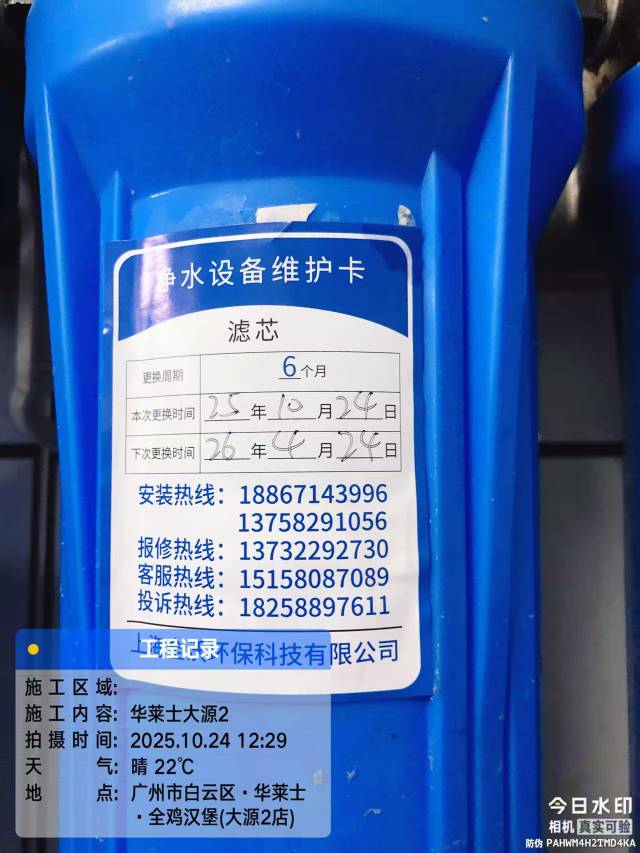 净水设备维护卡
滤芯
更换周期 6个月
本次更换时间 25年10月24日
下次更换时间 26年4月24日
安装热线：18867143996
13758291056
报修热线：13732292730
客服热线：15158087089
投诉热线：18258897611
上海 环保科技有限公司
工程记录
施工区域：
施工内容：华莱士大源2
拍摄时间：2025.10.24 12:29
天气：晴 22℃
地点：广州市白云区·华莱士
·全鸡汉堡(大源2店)
今日水印
相机 真实可验
防伪 PAHWM4H2TMD4KA